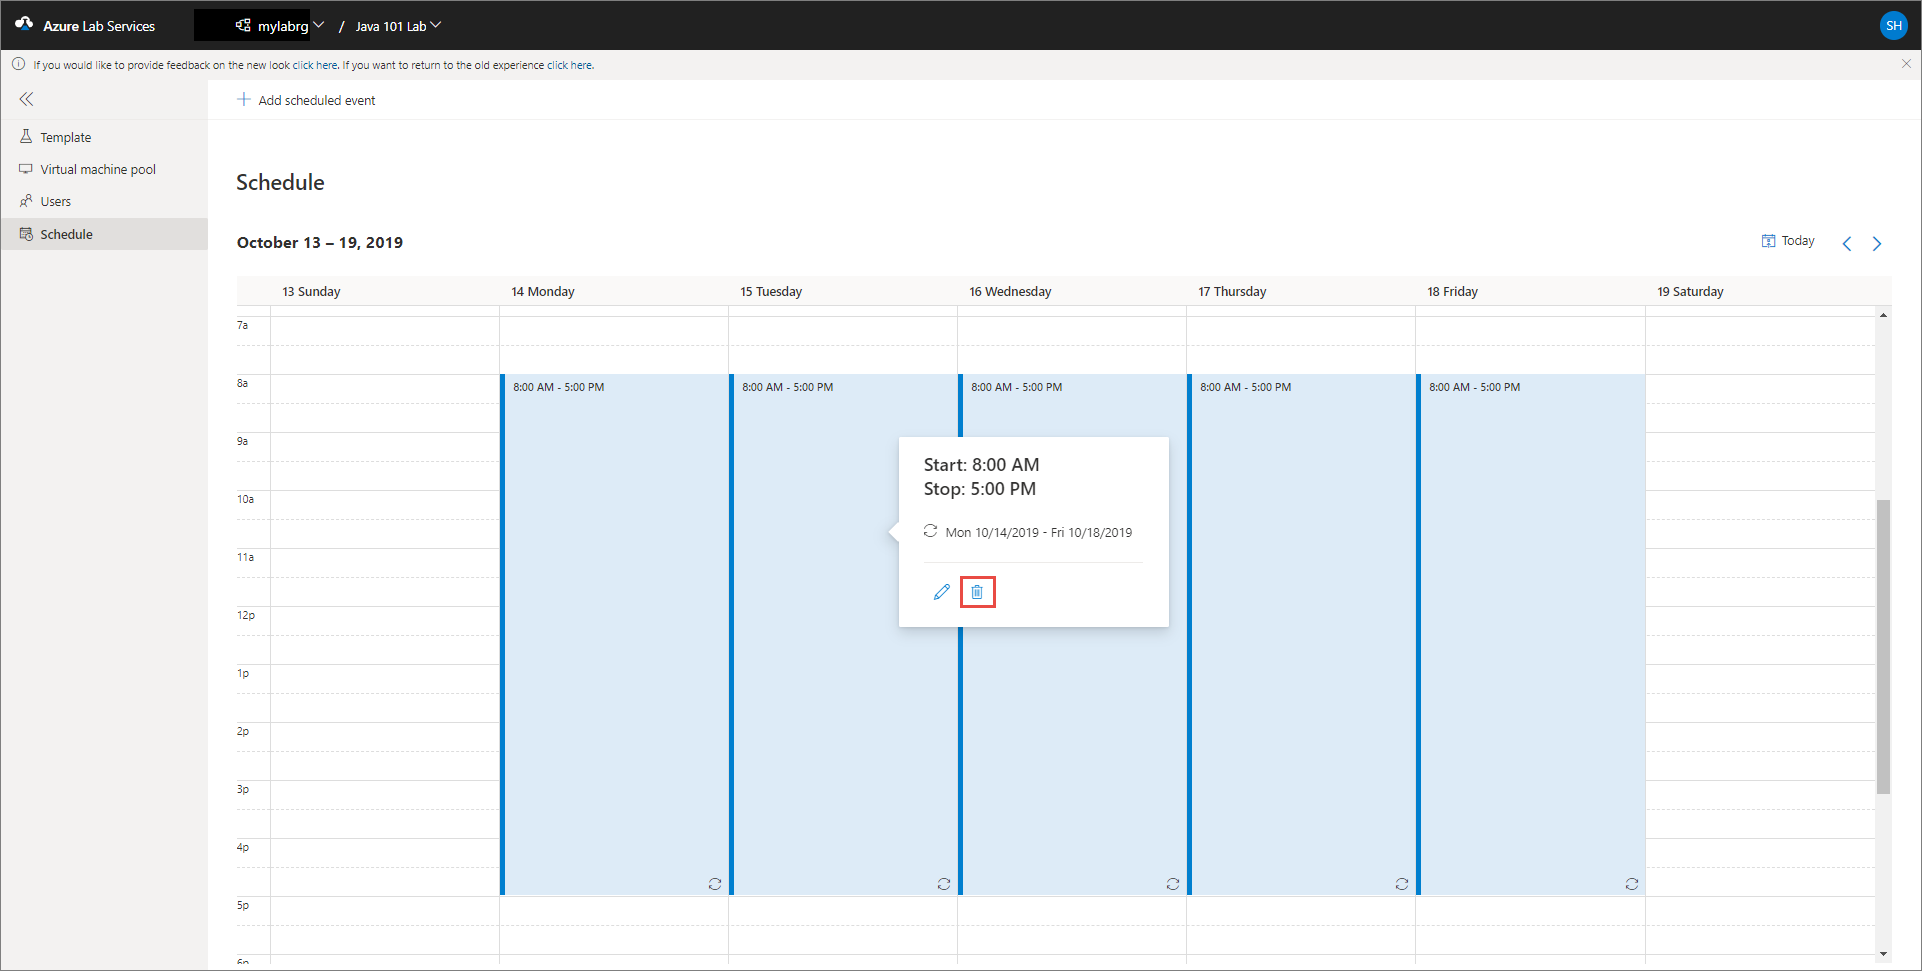 Azure Lab Services mylabrg / Java 101 Lab SH
If you would like to provide feedback on the new look click here. If you want to return to the old experience click here.
Add scheduled event
Template
Virtual machine pool
Users
Schedule
Schedule
October 13 – 19, 2019
Today
13 Sunday 14 Monday 15 Tuesday 16 Wednesday 17 Thursday 18 Friday 19 Saturday
7a
8a
8:00 AM - 5:00 PM 8:00 AM - 5:00 PM 8:00 AM - 5:00 PM 8:00 AM - 5:00 PM 8:00 AM - 5:00 PM
9a
Start: 8:00 AM
Stop: 5:00 PM
10a
Mon 10/14/2019 - Fri 10/18/2019
11a
12p
1p
2p
3p
4p
5p
6p